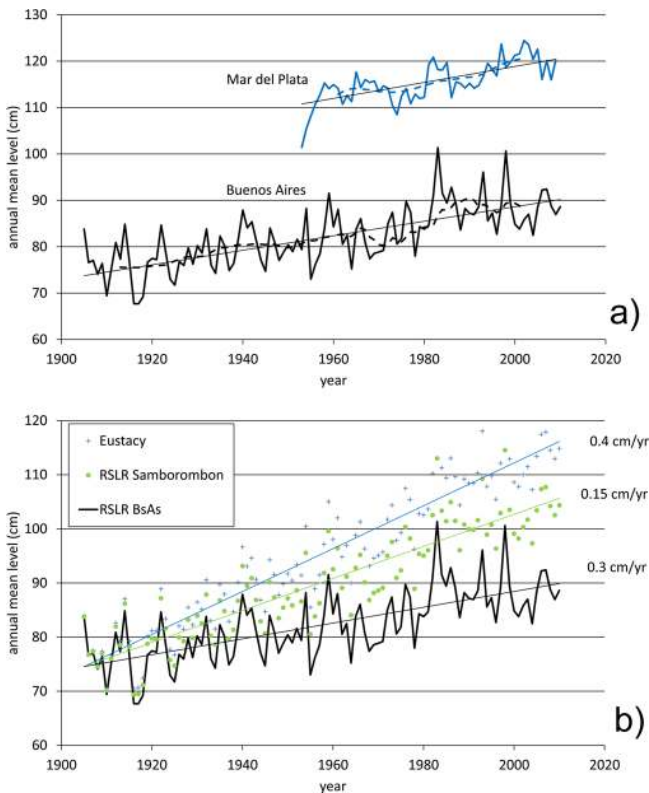 130
120
110
100
90
80
70
60
annual mean level (cm)
Mar del Plata
Buenos Aires
1900 1920 1940 1960 1980 2000 2020
year
a)
120
110
100
90
80
70
60
annual mean level (cm)
Eustacy
RSLR Samborombon
RSLR BsAs
0.4 cm/yr
0.15 cm/yr
0.3 cm/yr
1900 1920 1940 1960 1980 2000 2020
year
b)